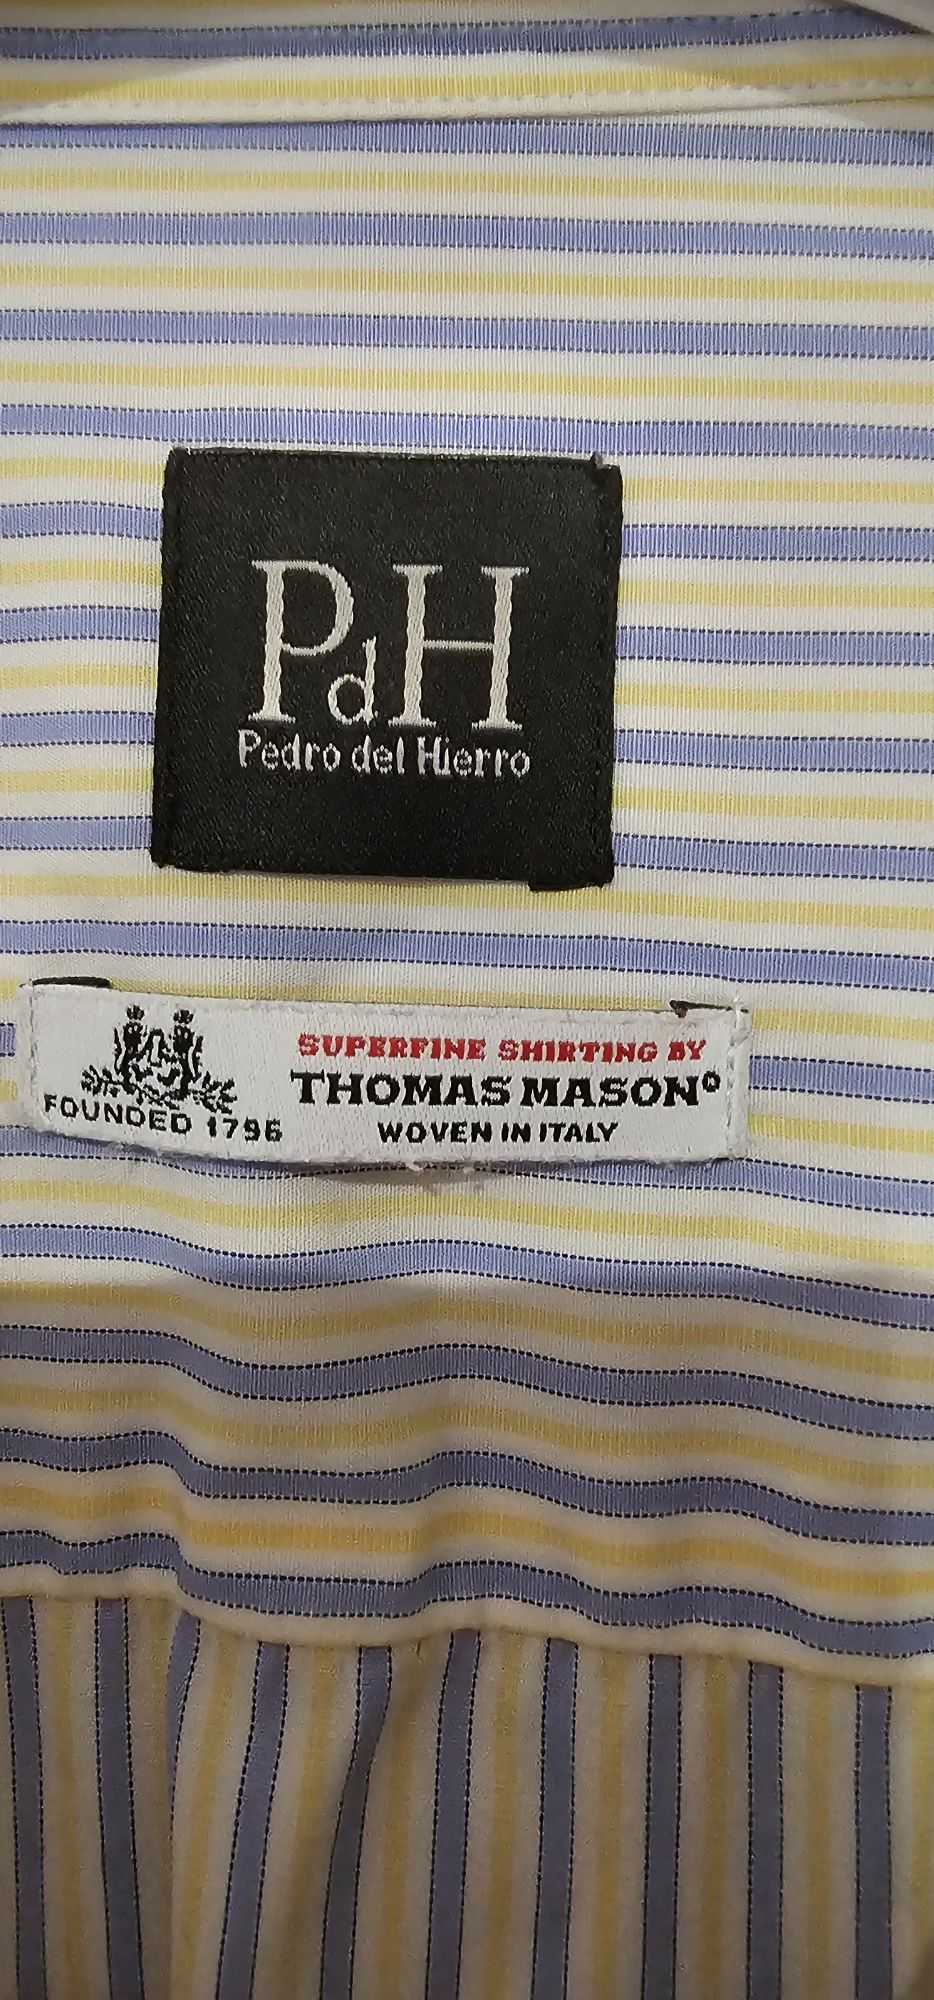 PdH
Pedro del Hierro
SUPERFINE SHIRTING BY
THOMAS MASON®
WOVEN IN ITALY
FOUNDED 1796